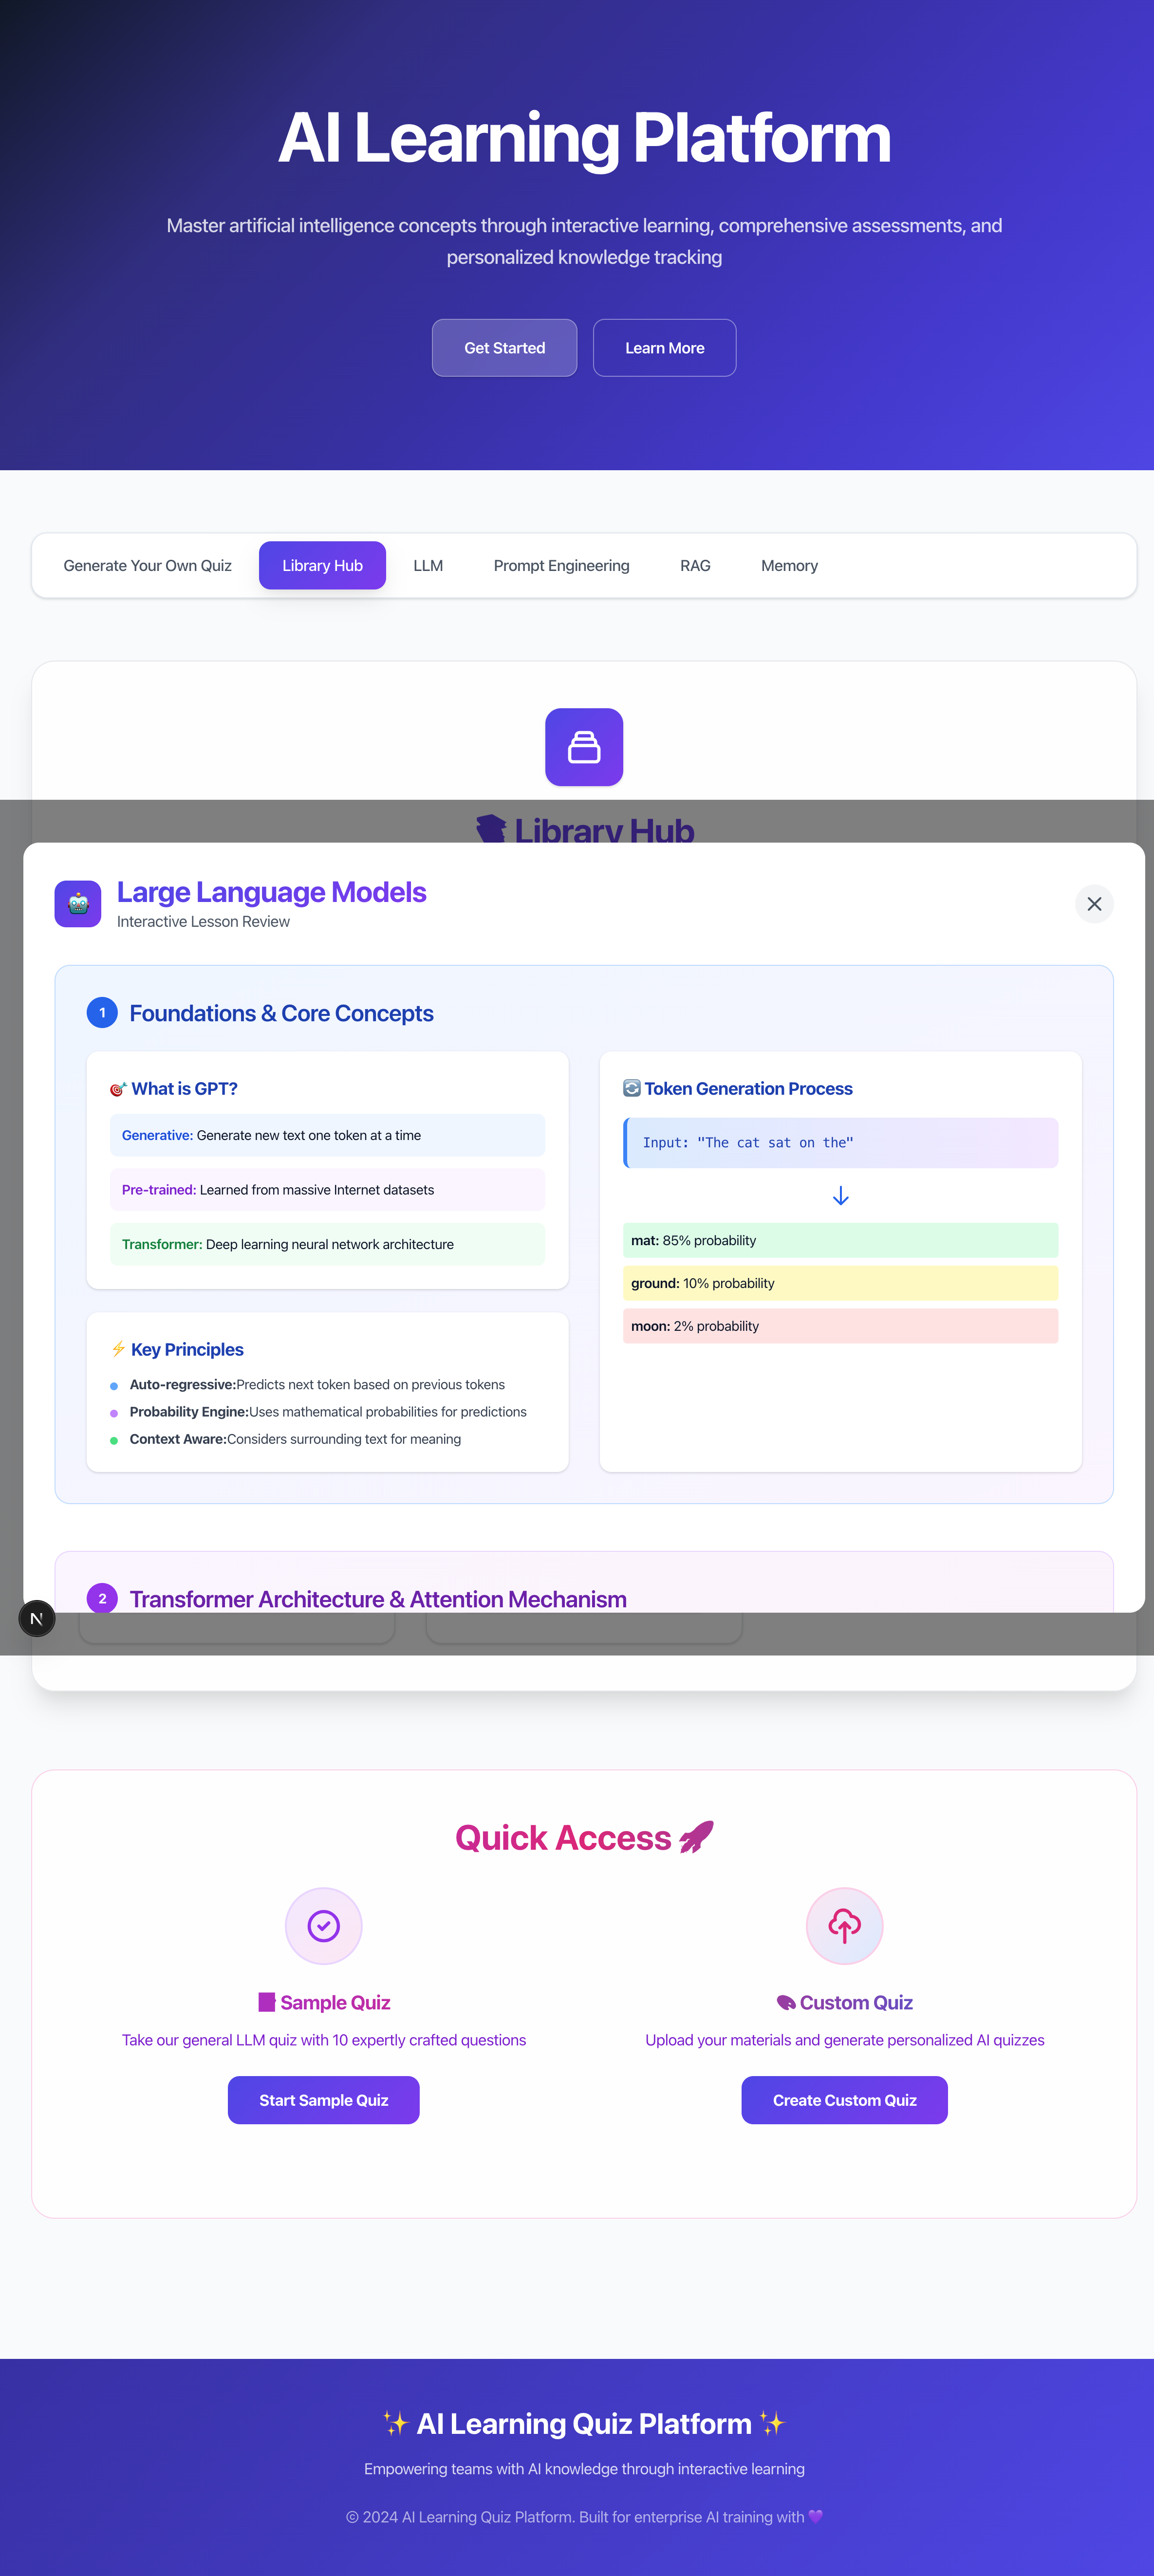 AI Learning Platform
Master artificial intelligence concepts through interactive learning, comprehensive assessments, and
personalized knowledge tracking
Get Started
Learn More
Generate Your Own Quiz
Library Hub
LLM
Prompt Engineering
RAG
Memory
Library Hub
🤖 Large Language Models
Interactive Lesson Review
1 Foundations & Core Concepts
🎯 What is GPT?
Generative: Generate new text one token at a time
Pre-trained: Learned from massive Internet datasets
Transformer: Deep learning neural network architecture
⚡ Key Principles
Auto-regressive:Predicts next token based on previous tokens
Probability Engine:Uses mathematical probabilities for predictions
Context Aware:Considers surrounding text for meaning
🔄 Token Generation Process
Input: "The cat sat on the"
mat: 85% probability
ground: 10% probability
moon: 2% probability
2 Transformer Architecture & Attention Mechanism
N
Quick Access 🚀
Sample Quiz
Take our general LLM quiz with 10 expertly crafted questions
Start Sample Quiz
Custom Quiz
Upload your materials and generate personalized AI quizzes
Create Custom Quiz
✨ AI Learning Quiz Platform ✨
Empowering teams with AI knowledge through interactive learning
© 2024 AI Learning Quiz Platform. Built for enterprise AI training with 💜